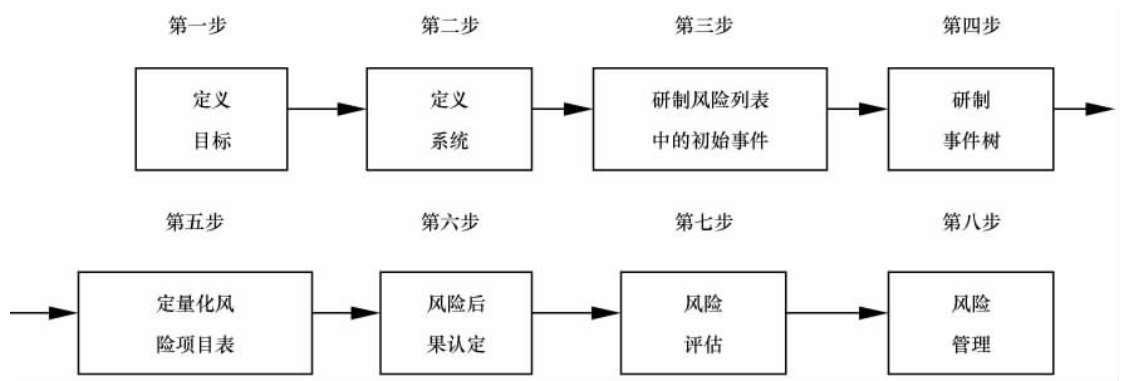 第一步
第二步
第三步
第四步
定义
目标
定义
系统
研制风险列表
中的初始事件
研制
事件树
第五步
第六步
第七步
第八步
定量化风
险项目表
风险后
果认定
风险
评估
风险
管理